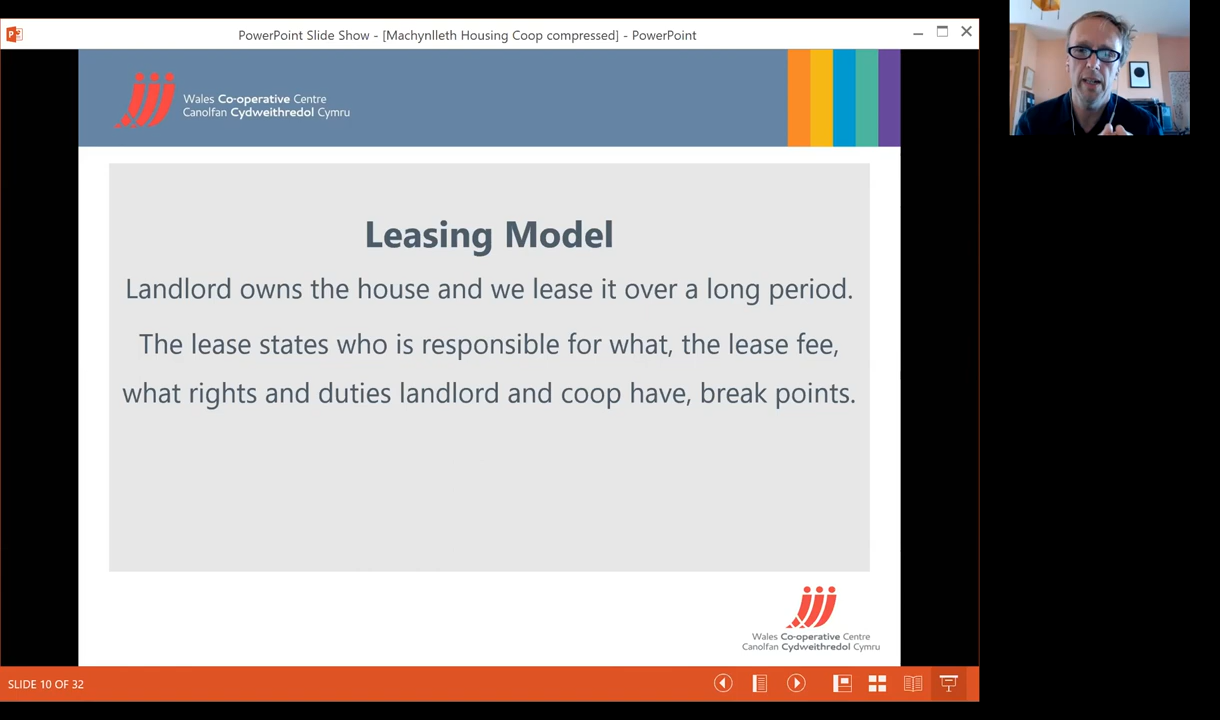 PowerPoint Slide Show - [Machynlleth Housing Coop compressed] - PowerPoint
Wales Co-operative Centre
Canolfan Cydweithredol Cymru
Leasing Model
Landlord owns the house and we lease it over a long period.
The lease states who is responsible for what, the lease fee,
what rights and duties landlord and coop have, break points.
Wales Co-operative Centre
Canolfan Cydweithredol Cymru
SLIDE 10 OF 32